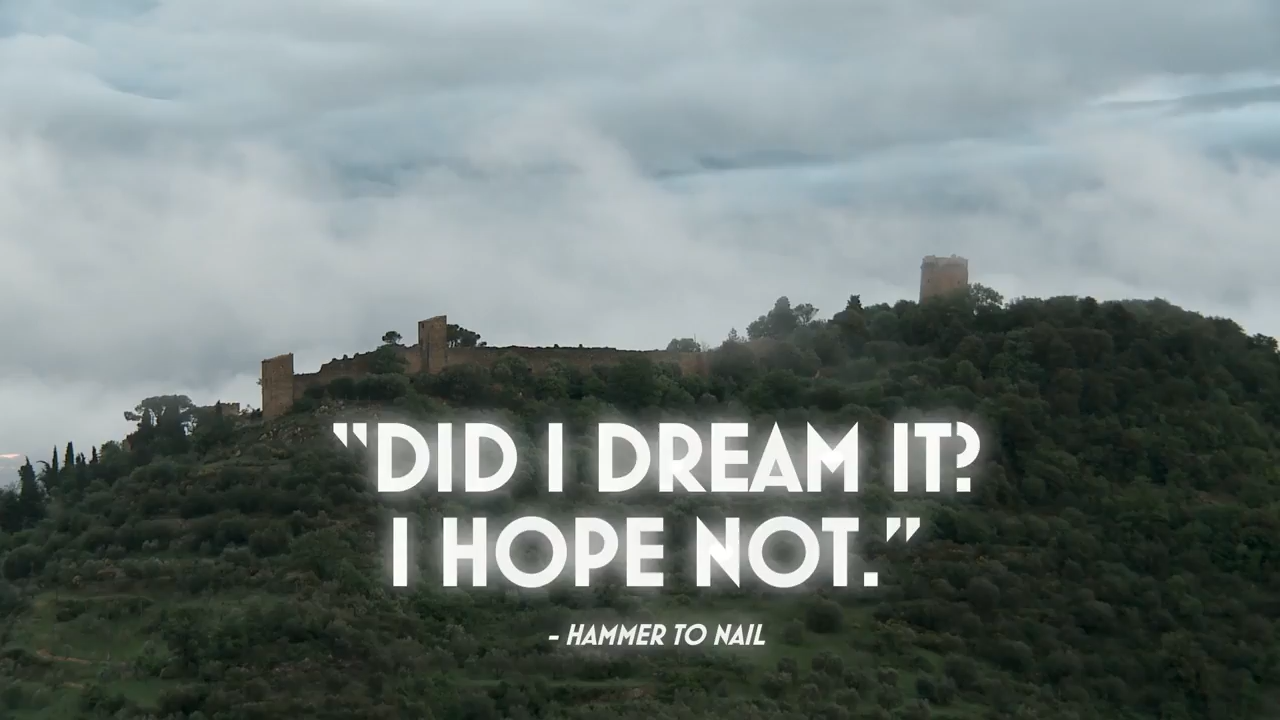 “DID I DREAM IT?
I HOPE NOT.”
– HAMMER TO NAIL